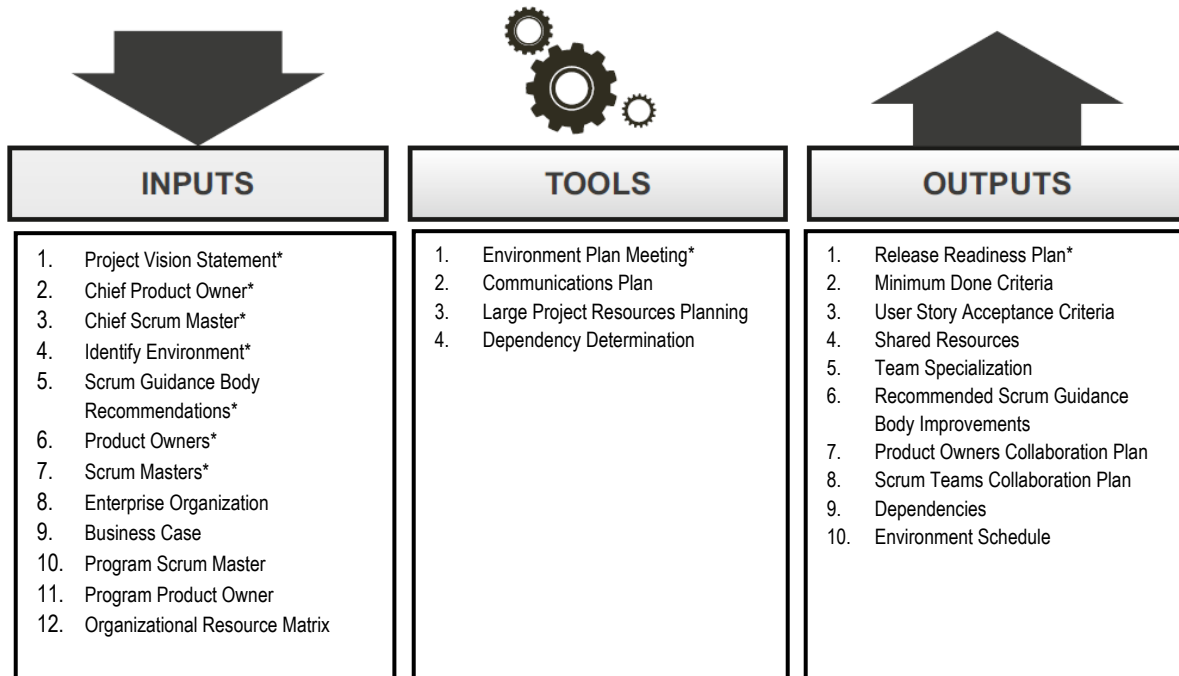 INPUTS
1. Project Vision Statement*
2. Chief Product Owner*
3. Chief Scrum Master*
4. Identify Environment*
5. Scrum Guidance Body
Recommendations*
6. Product Owners*
7. Scrum Masters*
8. Enterprise Organization
9. Business Case
10. Program Scrum Master
11. Program Product Owner
12. Organizational Resource Matrix
TOOLS
1. Environment Plan Meeting*
2. Communications Plan
3. Large Project Resources Planning
4. Dependency Determination
OUTPUTS
1. Release Readiness Plan*
2. Minimum Done Criteria
3. User Story Acceptance Criteria
4. Shared Resources
5. Team Specialization
6. Recommended Scrum Guidance
Body Improvements
7. Product Owners Collaboration Plan
8. Scrum Teams Collaboration Plan
9. Dependencies
10. Environment Schedule